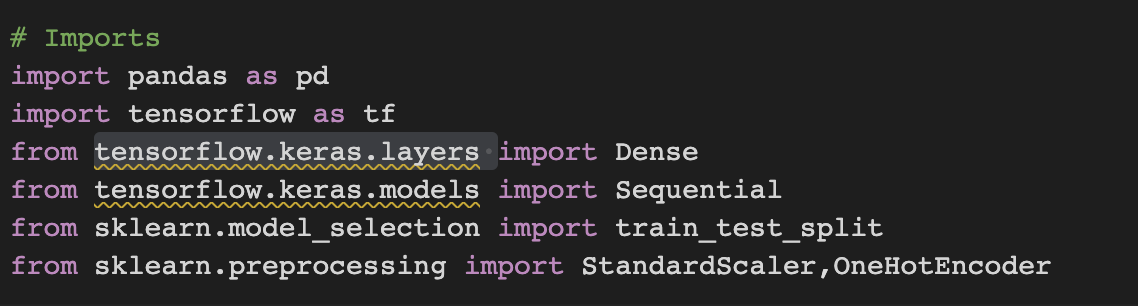 # Imports
import pandas as pd
import tensorflow as tf
from tensorflow.keras.layers import Dense
from tensorflow.keras.models import Sequential
from sklearn.model_selection import train_test_split
from sklearn.preprocessing import StandardScaler,OneHotEncoder